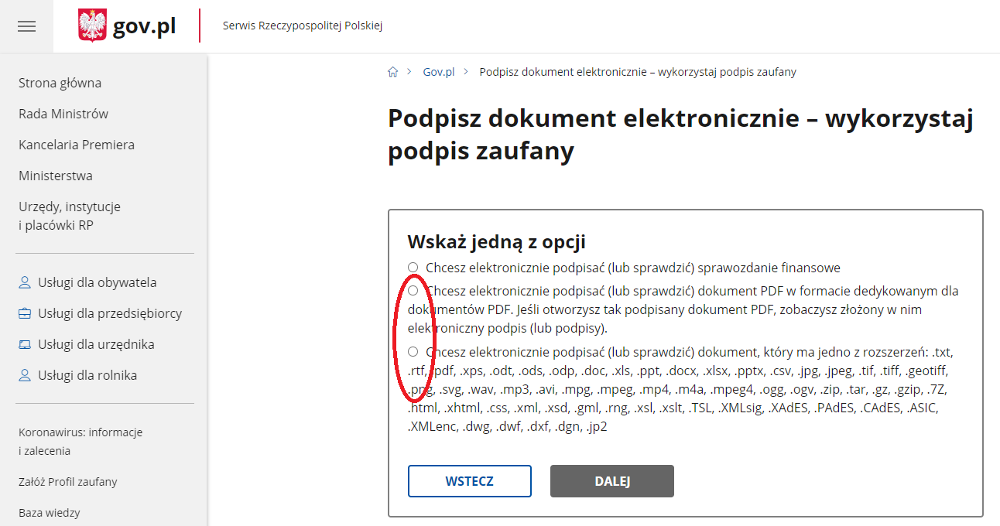 gov.pl
Serwis Rzeczypospolitej Polskiej
Strona główna
Rada Ministrów
Kancelaria Premiera
Ministerstwa
Urzędy, instytucje
i placówki RP
Usługi dla obywatela
Usługi dla przedsiębiorcy
Usługi dla urzędnika
Usługi dla rolnika
Koronawirus: informacje
i zalecenia
Załóż Profil zaufany
Baza wiedzy
Gov.pl
Podpisz dokument elektronicznie – wykorzystaj podpis zaufany
Podpisz dokument elektronicznie – wykorzystaj
podpis zaufany
Wskaż jedną z opcji
Chcesz elektronicznie podpisać (lub sprawdzić) sprawozdanie finansowe
Chcesz elektronicznie podpisać (lub sprawdzić) dokument PDF w formacie dedykowanym dla
dokumentów PDF. Jeśli otworzysz tak podpisany dokument PDF, zobaczysz złożony w nim
elektroniczny podpis (lub podpisy).
Chcesz elektronicznie podpisać (lub sprawdzić) dokument, który ma jedno z rozszerzeń: .txt,
.rtf, .pdf, .xps, .odt, .ods, .odp, .doc, .xls, .ppt, .docx, .xlsx, .pptx, .csv, .jpg, .jpeg, .tif, .tiff, .geotiff,
.png, .svg, .wav, .mp3, .avi, .mpg, .mpeg, .mp4, .m4a, .mpeg4, .ogg, .ogv, .zip, .tar, .gz, .gzip, .7Z,
.html, .xhtml, .css, .xml, .xsd, .gml, .rng, .xsl, .xslt, .TSL, .XMLsig, .XAdES, .PAdES, .CAdES, .ASIC,
.XMLenc, .dwg, .dwf, .dxf, .dgn, .jp2
WSTECZ
DALEJ